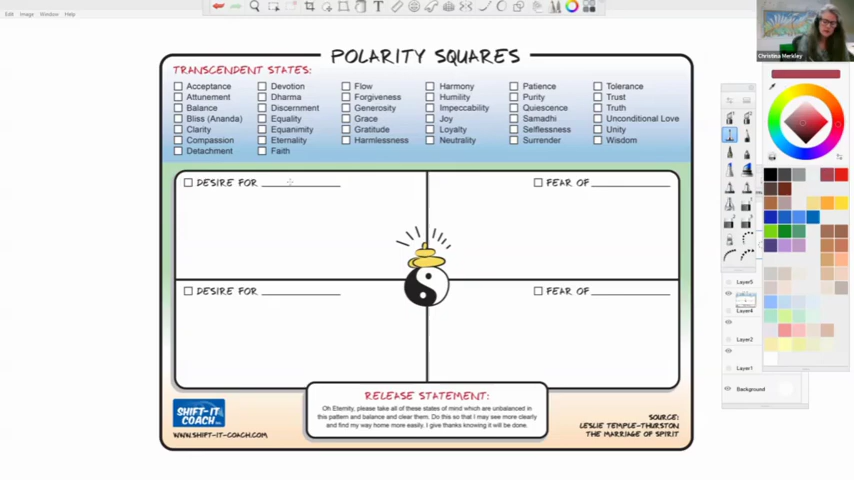 Edit Image Window Help
Christina Merkley
POLARITY SQUARES
TRANSCENDENT STATES:
Acceptance Devotion Flow Harmony Patience Tolerance
Attunement Dharma Forgiveness Humility Purity Trust
Balance Discernment Generosity Impeccability Quiescence Truth
Bliss (Ananda) Equality Grace Joy Samadhi Unconditional Love
Clarity Equanimity Gratitude Loyalty Selflessness Unity
Compassion Eternality Harmlessness Neutrality Surrender Wisdom
Detachment Faith
DESIRE FOR FEAR OF
DESIRE FOR FEAR OF
RELEASE STATEMENT:
Oh Eternity, please take all of these states of mind which are unbalanced in
this pattern and balance and clear them. Do this so that I may see more clearly
and find my way home more easily. I give thanks knowing it will be done.
SHIFT-IT
COACH
WWW.SHIFT-IT-COACH.COM
SOURCE:
LESLIE TEMPLE-THURSTON
THE MARRIAGE OF SPIRIT
Layer5
Layer4
Layer2
Layer1
Background